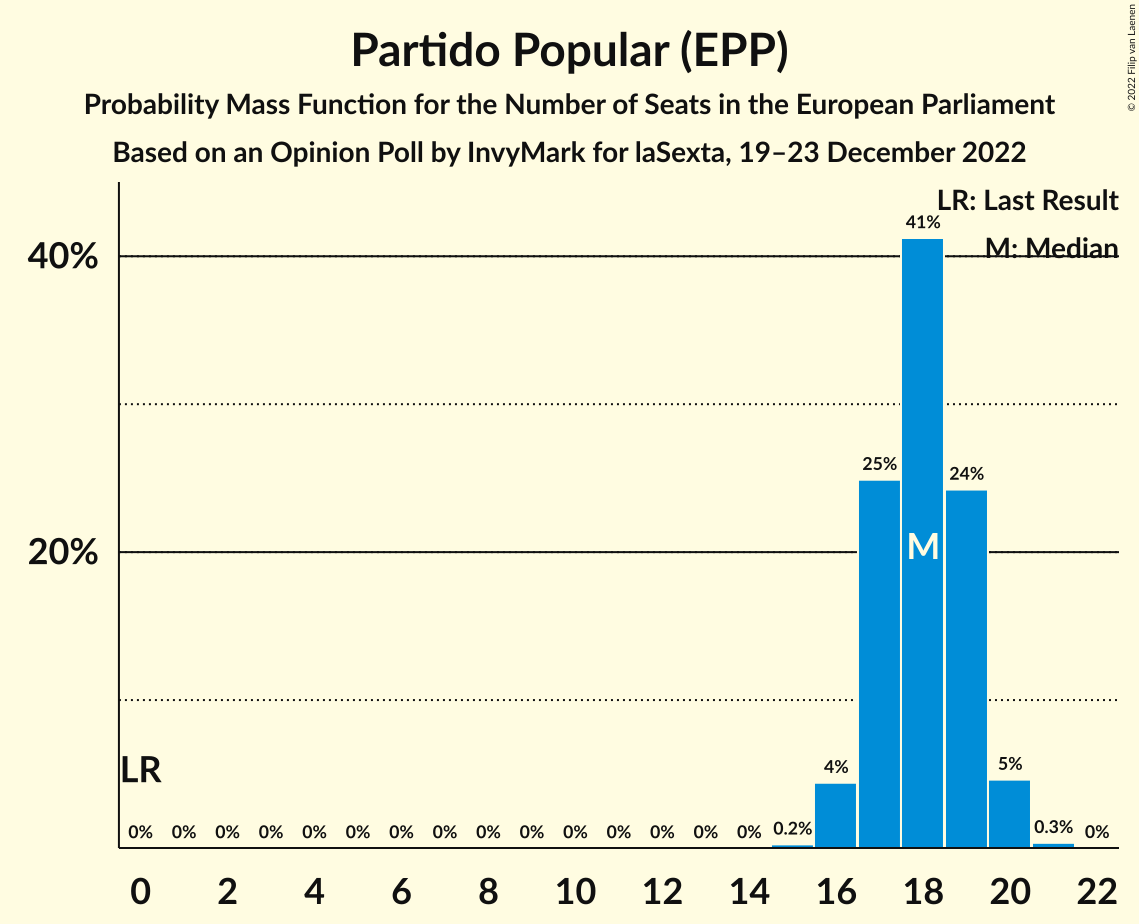 Partido Popular (EPP)
Probability Mass Function for the Number of Seats in the European Parliament
Based on an Opinion Poll by InvyMark for laSexta, 19–23 December 2022
© 2022 Filip van Laenen
LR: Last Result
M: Median
40%
20%
41%
25%
24%
M
LR
0% 0% 0% 0% 0% 0% 0% 0% 0% 0% 0% 0% 0% 0% 0% 0.2% 4% 5% 0.3% 0%
0 2 4 6 8 10 12 14 16 18 20 22